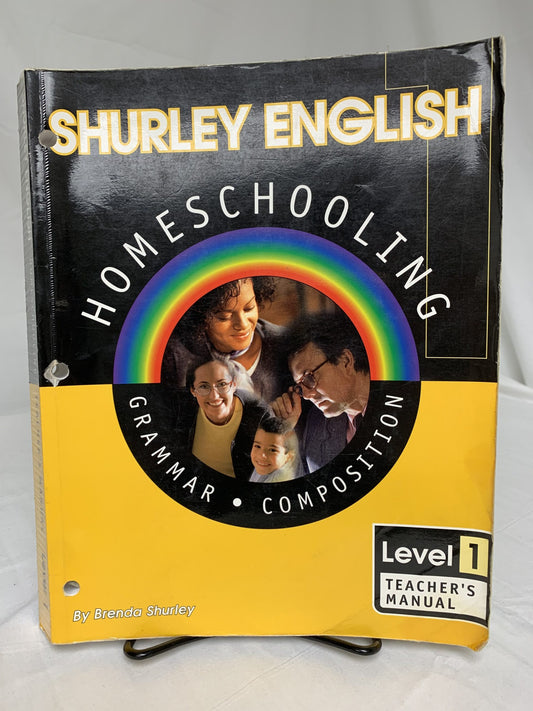 SHURLEY ENGLISH
HOMESCHOOLING
GRAMMAR • COMPOSITION
Level 1
TEACHER'S
MANUAL
By Brenda Shurley